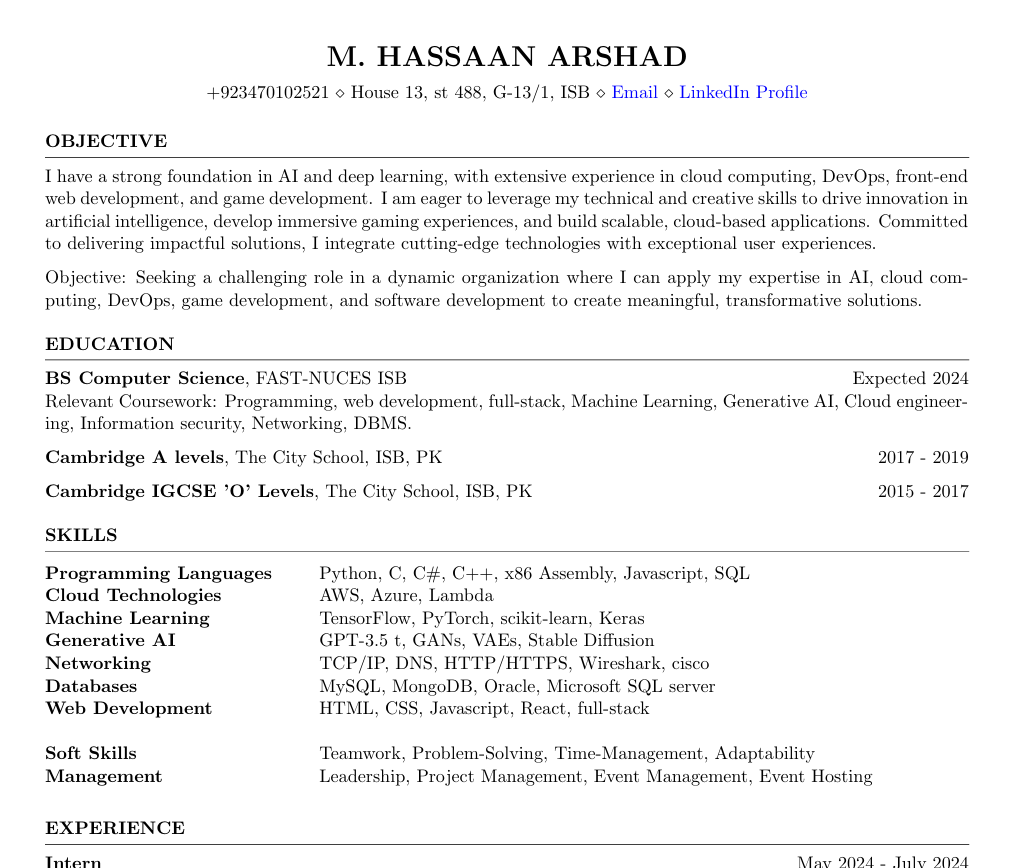 M. HASSAAN ARSHAD
+923470102521 ⋄ House 13, st 488, G-13/1, ISB ⋄ Email ⋄ LinkedIn Profile
OBJECTIVE
I have a strong foundation in AI and deep learning, with extensive experience in cloud computing, DevOps, front-end
web development, and game development. I am eager to leverage my technical and creative skills to drive innovation in
artificial intelligence, develop immersive gaming experiences, and build scalable, cloud-based applications. Committed
to delivering impactful solutions, I integrate cutting-edge technologies with exceptional user experiences.
Objective: Seeking a challenging role in a dynamic organization where I can apply my expertise in AI, cloud com-
puting, DevOps, game development, and software development to create meaningful, transformative solutions.
EDUCATION
BS Computer Science, FAST-NUCES ISB Expected 2024
Relevant Coursework: Programming, web development, full-stack, Machine Learning, Generative AI, Cloud engineer-
ing, Information security, Networking, DBMS.
Cambridge A levels, The City School, ISB, PK 2017 - 2019
Cambridge IGCSE 'O' Levels, The City School, ISB, PK 2015 - 2017
SKILLS
Programming Languages Python, C, C#, C++, x86 Assembly, Javascript, SQL
Cloud Technologies AWS, Azure, Lambda
Machine Learning TensorFlow, PyTorch, scikit-learn, Keras
Generative AI GPT-3.5 t, GANs, VAEs, Stable Diffusion
Networking TCP/IP, DNS, HTTP/HTTPS, Wireshark, cisco
Databases MySQL, MongoDB, Oracle, Microsoft SQL server
Web Development HTML, CSS, Javascript, React, full-stack
Soft Skills Teamwork, Problem-Solving, Time-Management, Adaptability
Management Leadership, Project Management, Event Management, Event Hosting
EXPERIENCE
Intern May 2024 - July 2024